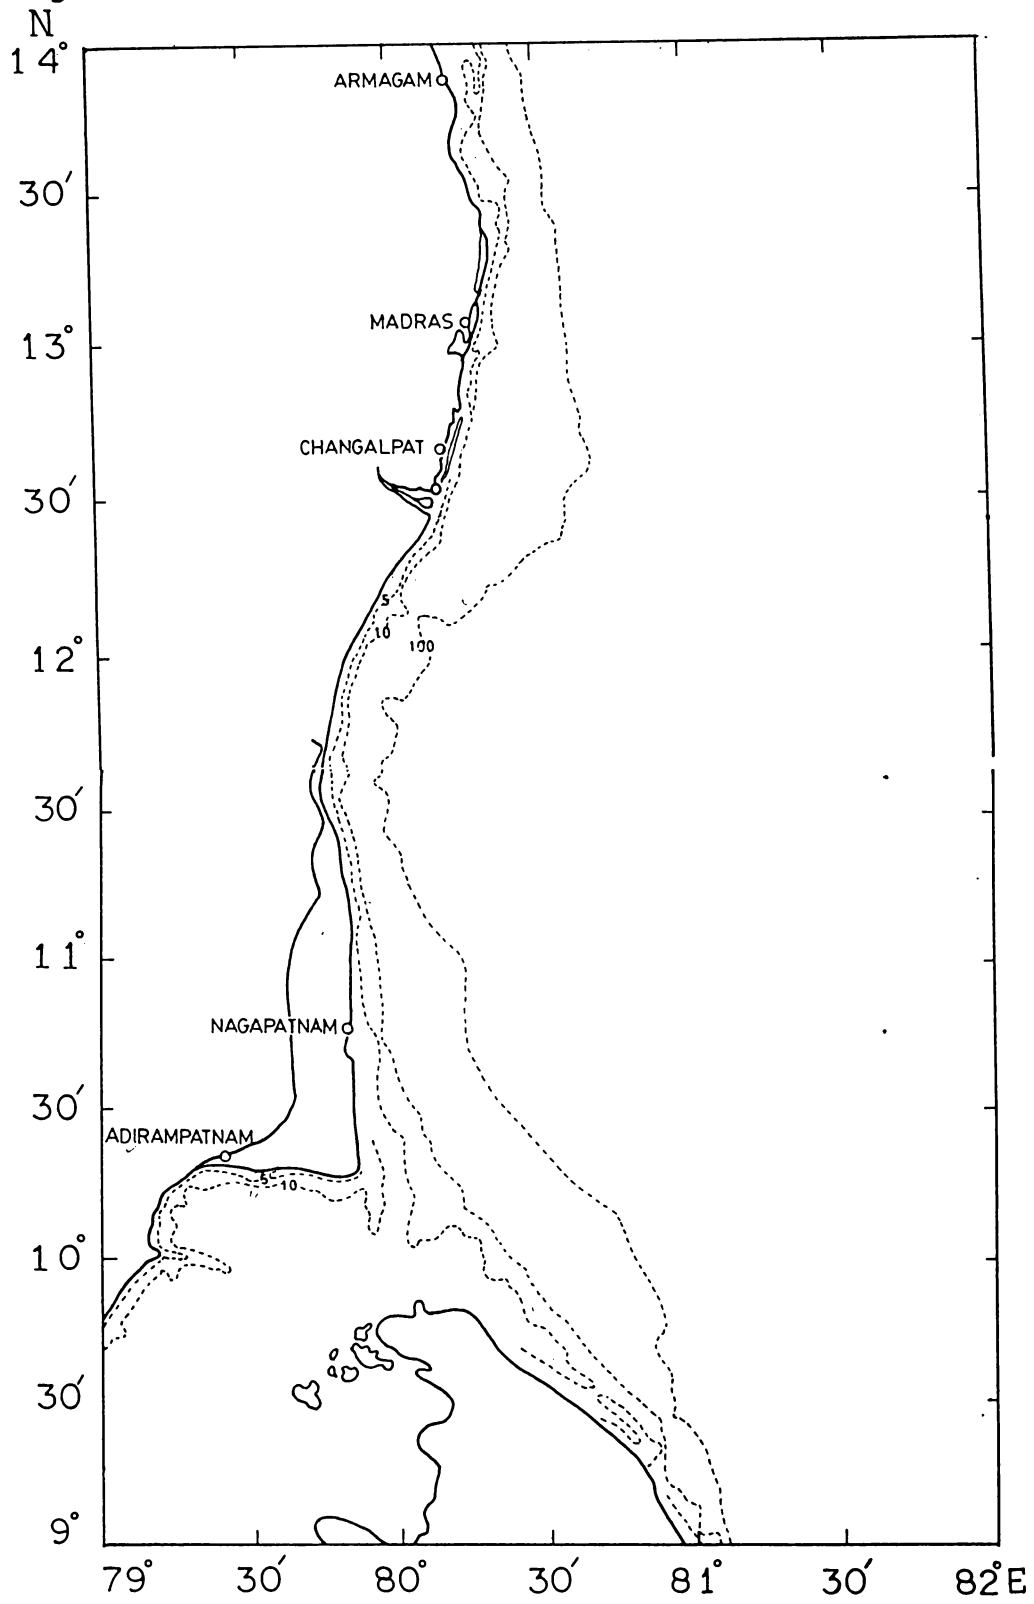 N
14°
ARMAGAM
30′
MADRAS
13°
CHANGALPAT
30′
5
10
100
12°
30′
11°
NAGAPATNAM
30′
ADIRAMPATNAM
5
10
10°
30′
9°
79° 30′ 80° 30′ 81° 30′ 82°E